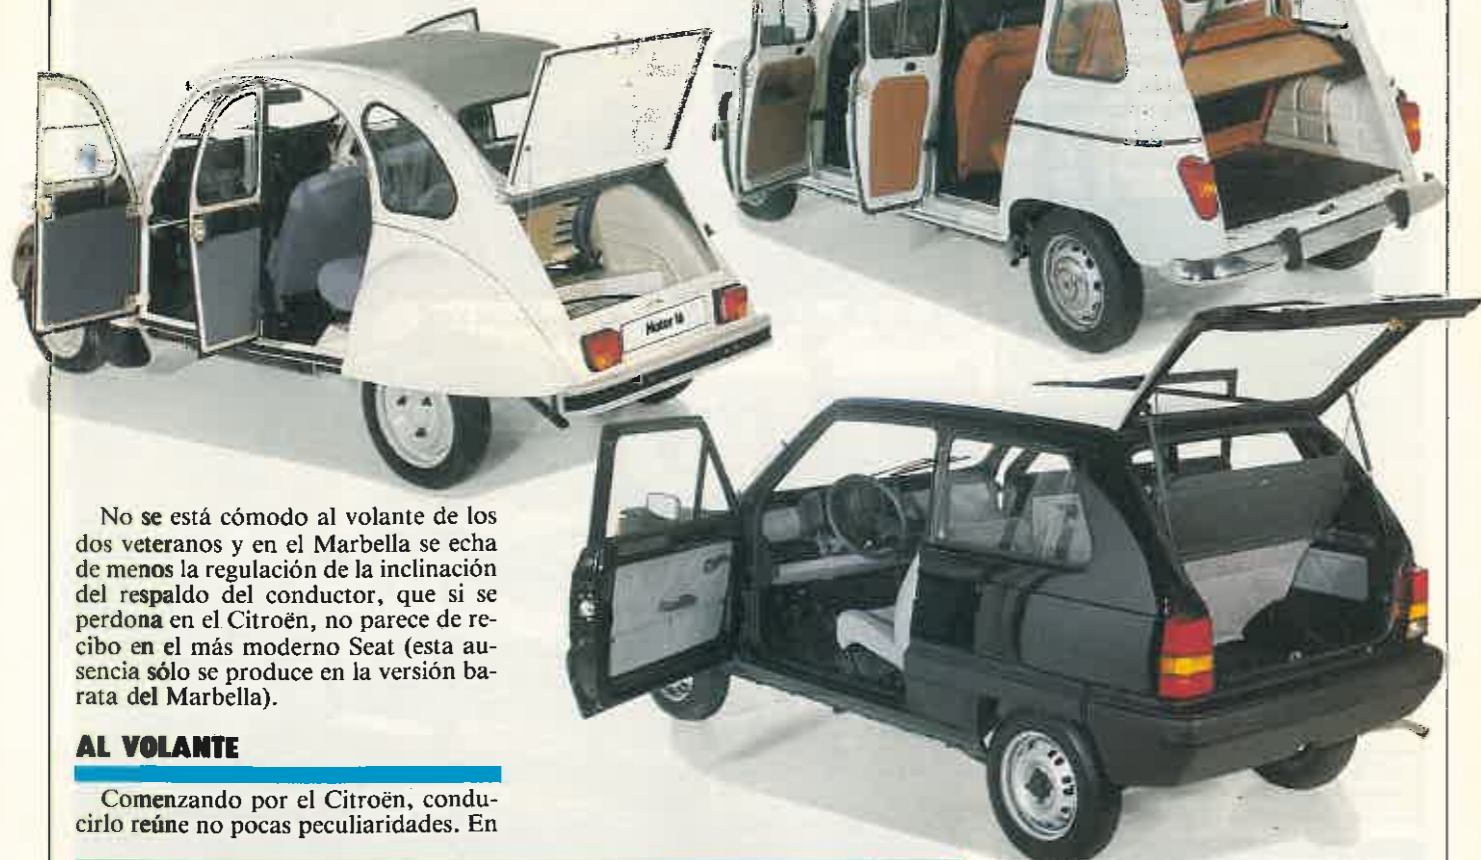 Motor 16
No se está cómodo al volante de los
dos veteranos y en el Marbella se echa
de menos la regulación de la inclinación
del respaldo del conductor, que si se
perdona en el Citroën, no parece de re-
cibo en el más moderno Seat (esta au-
sencia sólo se produce en la versión ba-
rata del Marbella).
AL VOLANTE
Comenzando por el Citroën, condu-
cirlo reúne no pocas peculiaridades. En